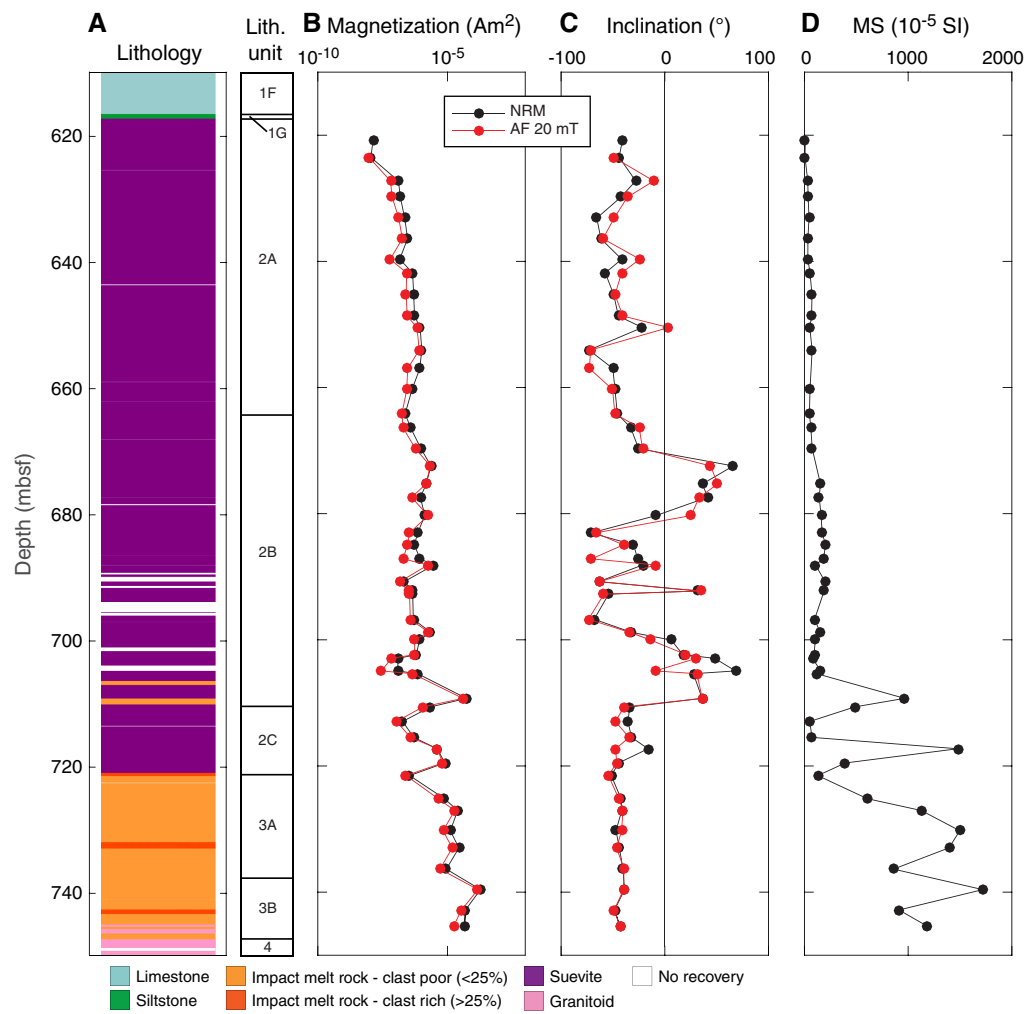 A
Lithology
Lith.
unit
B Magnetization (Am2)
10-10
10-5
C Inclination (°)
-100
0
100
D MS (10-5 SI)
0
1000
2000
NRM
AF 20 mT
Depth (mbsf)
620
640
660
680
700
720
740
1F
1G
2A
2B
2C
3A
3B
4
Limestone
Siltstone
Impact melt rock - clast poor (<25%)
Impact melt rock - clast rich (>25%)
Suevite
Granitoid
No recovery